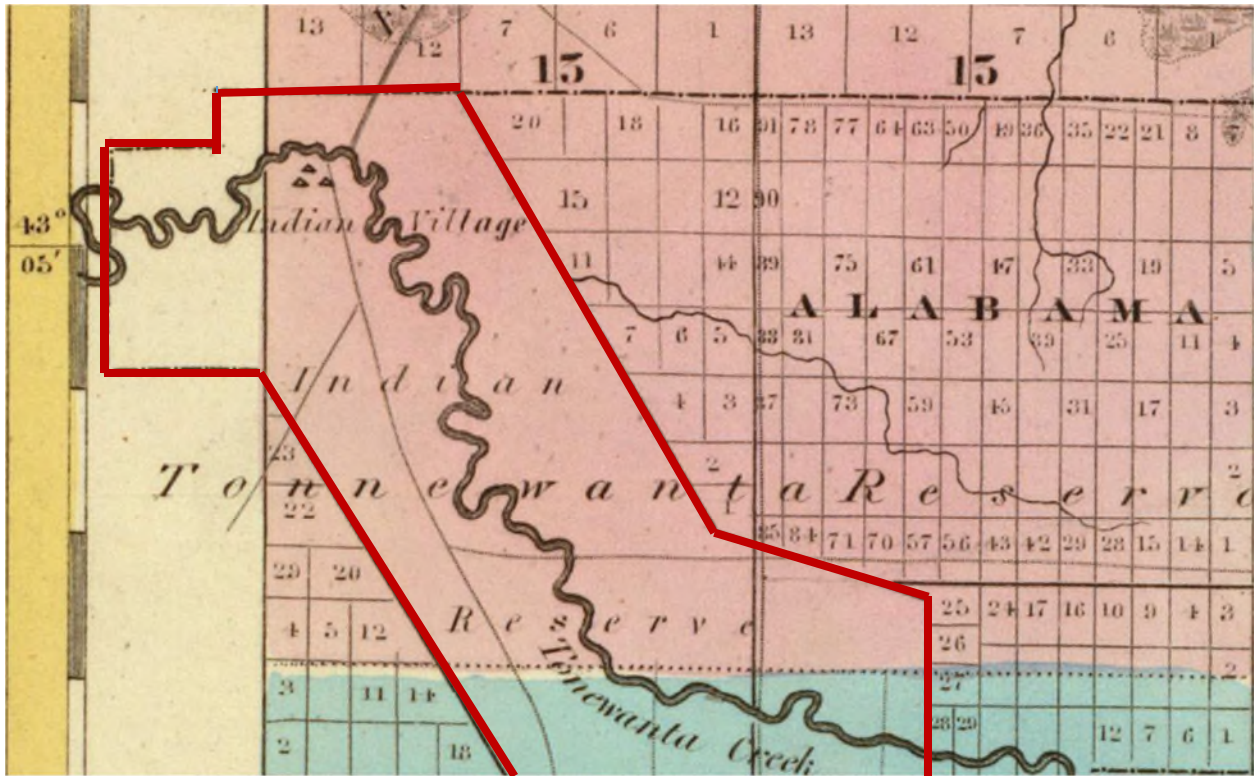 13 12 7 6 1 13 12 7 6 1
13 13
20 18 16 91 78 77 64 63 50 49 36 35 22 21 8 7
15 12 90
43° Indian Village
05' 11 44 89 75 61 47 33 19 5
ALABAMA
7 6 5 88 81 67 53 39 25 11 4
Indian
4 3 87 73 59 45 31 17 3
23 2 2
Tonnewanta Reserve
22
85 84 71 70 57 56 43 42 29 28 15 14 1
29 20
25 24 17 16 10 9 4 3
4 5 12 Reserve
26
2
3 11 14 27
Tonewanta Creek
28 29 12 7 6 1
2 18